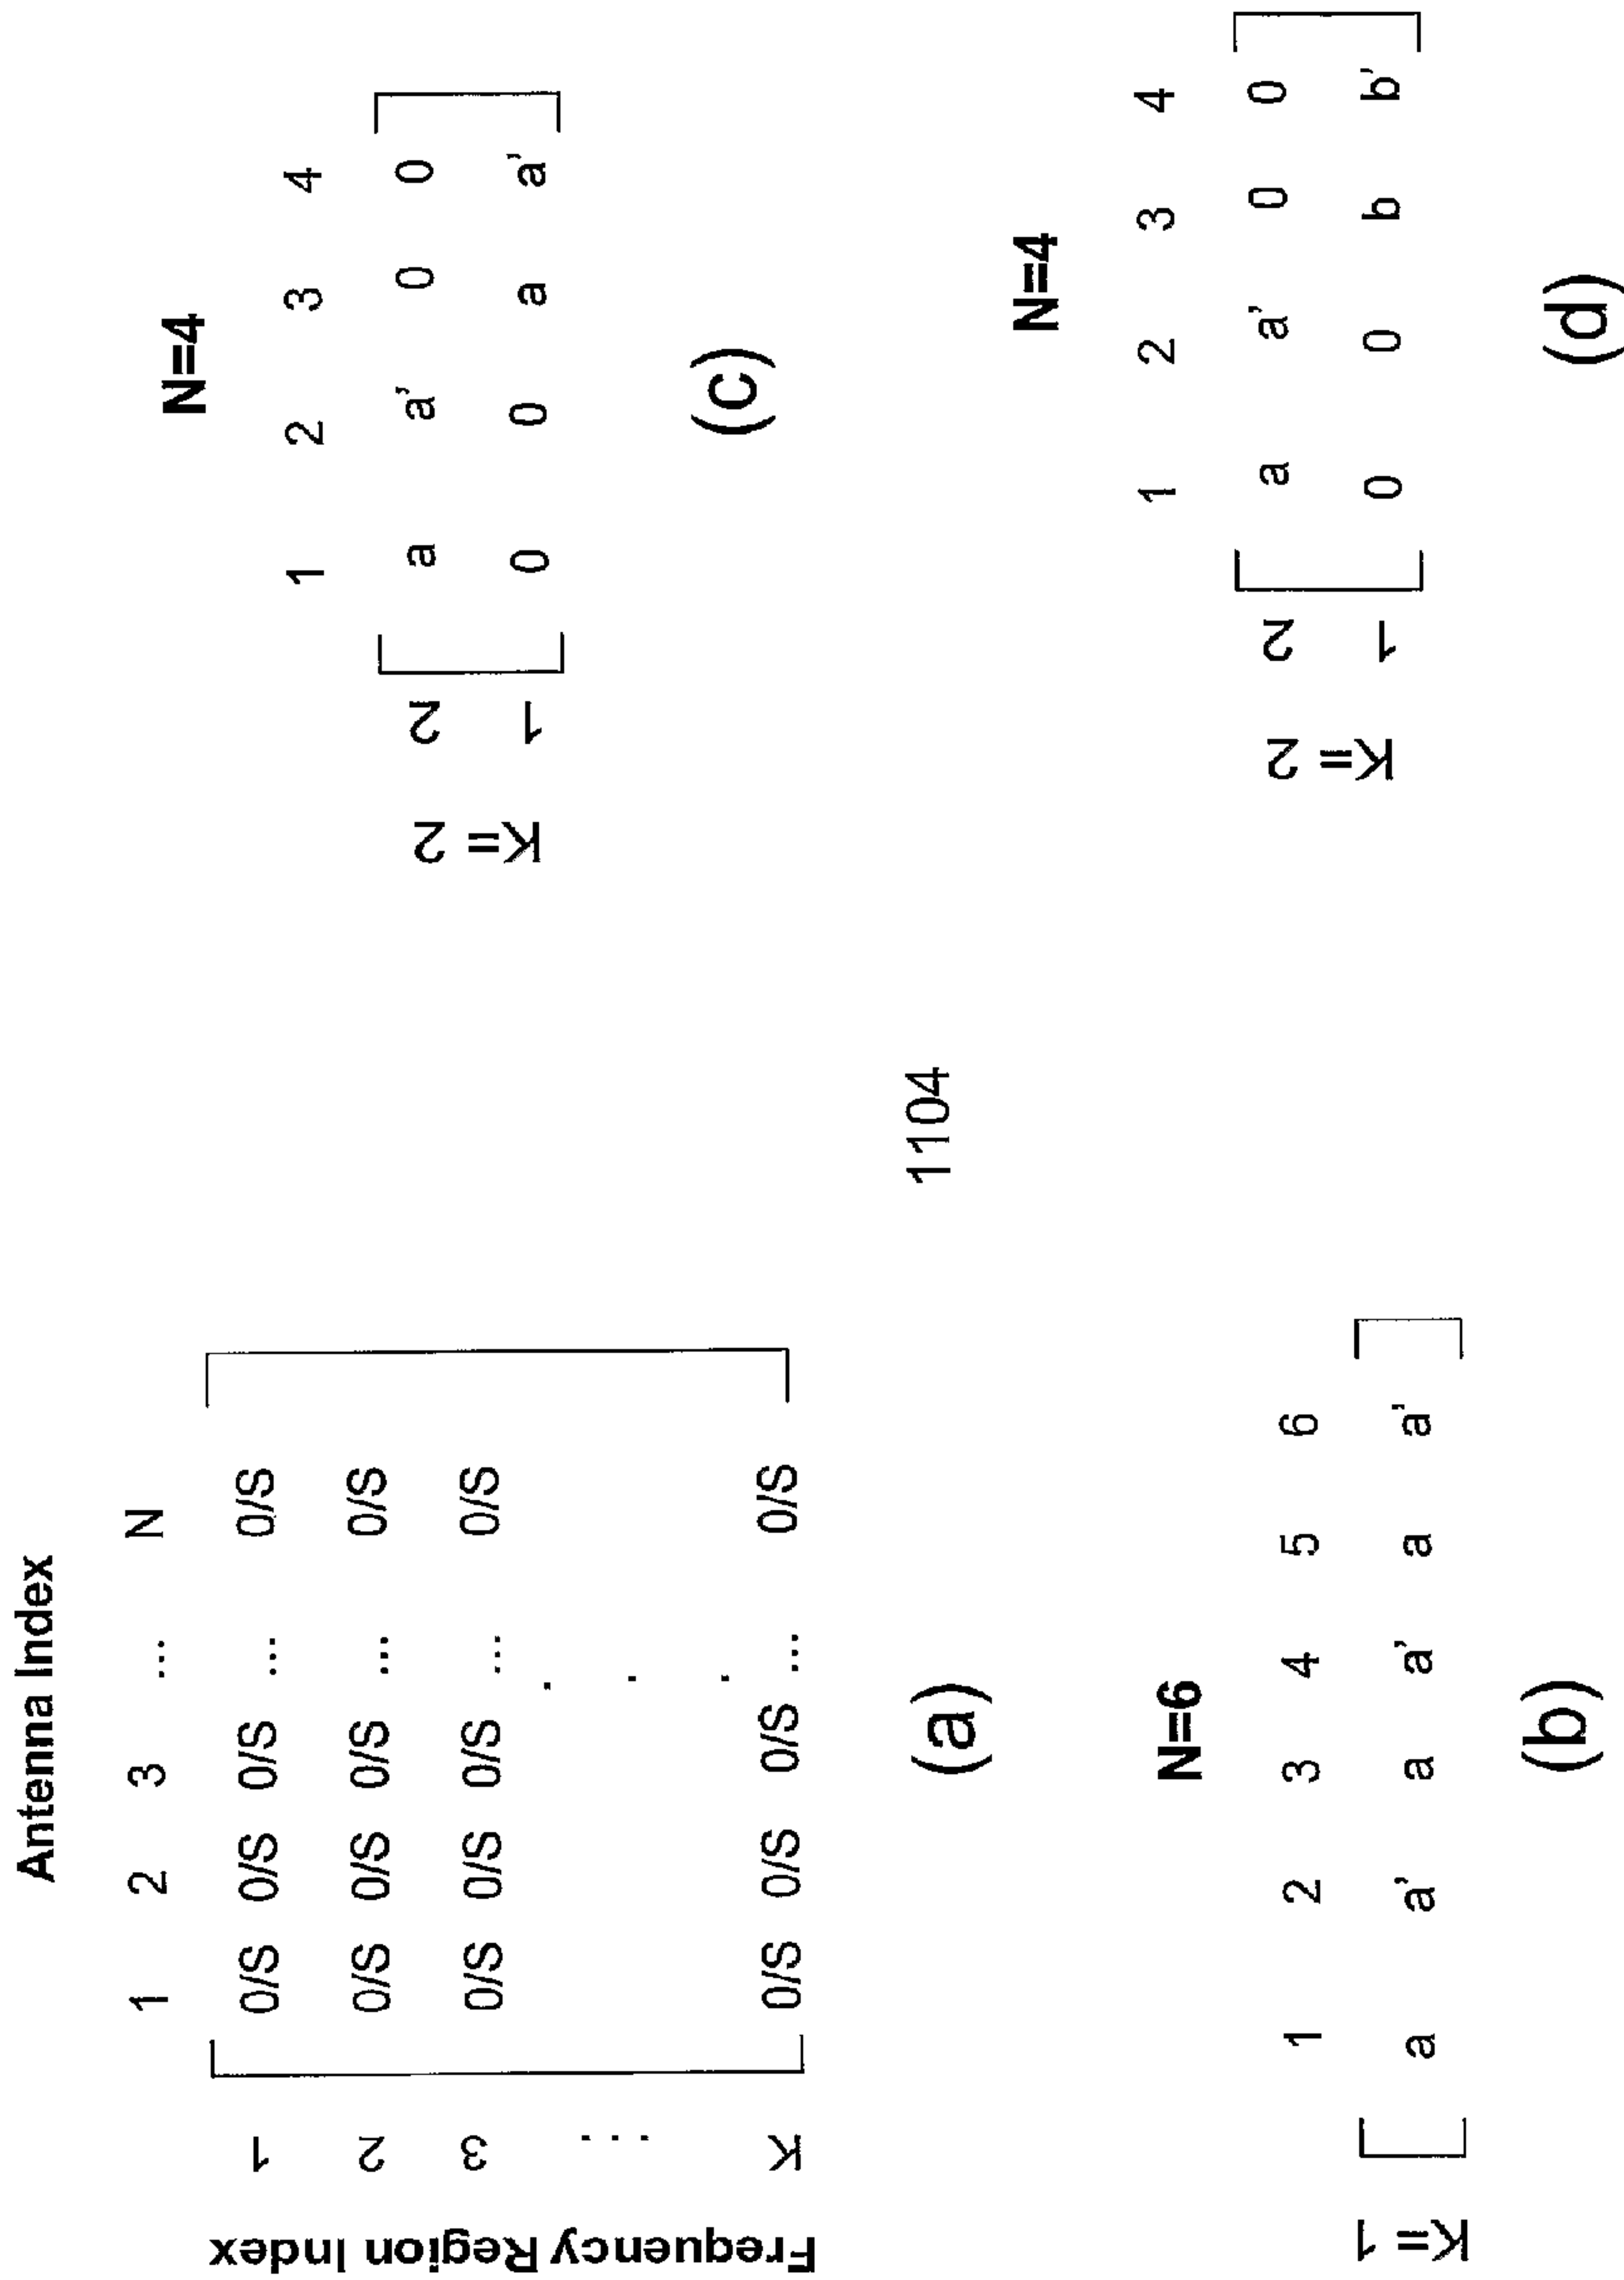 Antenna Index
1 2 3 ... N
Frequency Region Index
1 0/S 0/S 0/S ... 0/S
2 0/S 0/S 0/S ... 0/S
3 0/S 0/S 0/S ... 0/S
...
K 0/S 0/S 0/S ... 0/S
(a)
N=4
1 2 3 4
K= 2
2 a a' 0 0
1 0 0 a a'
(c)
1104
N=6
1 2 3 4 5 6
K= 1
a a' a a' a a'
(b)
N=4
1 2 3 4
K= 2
2 a a' 0 0
1 0 0 b b'
(d)